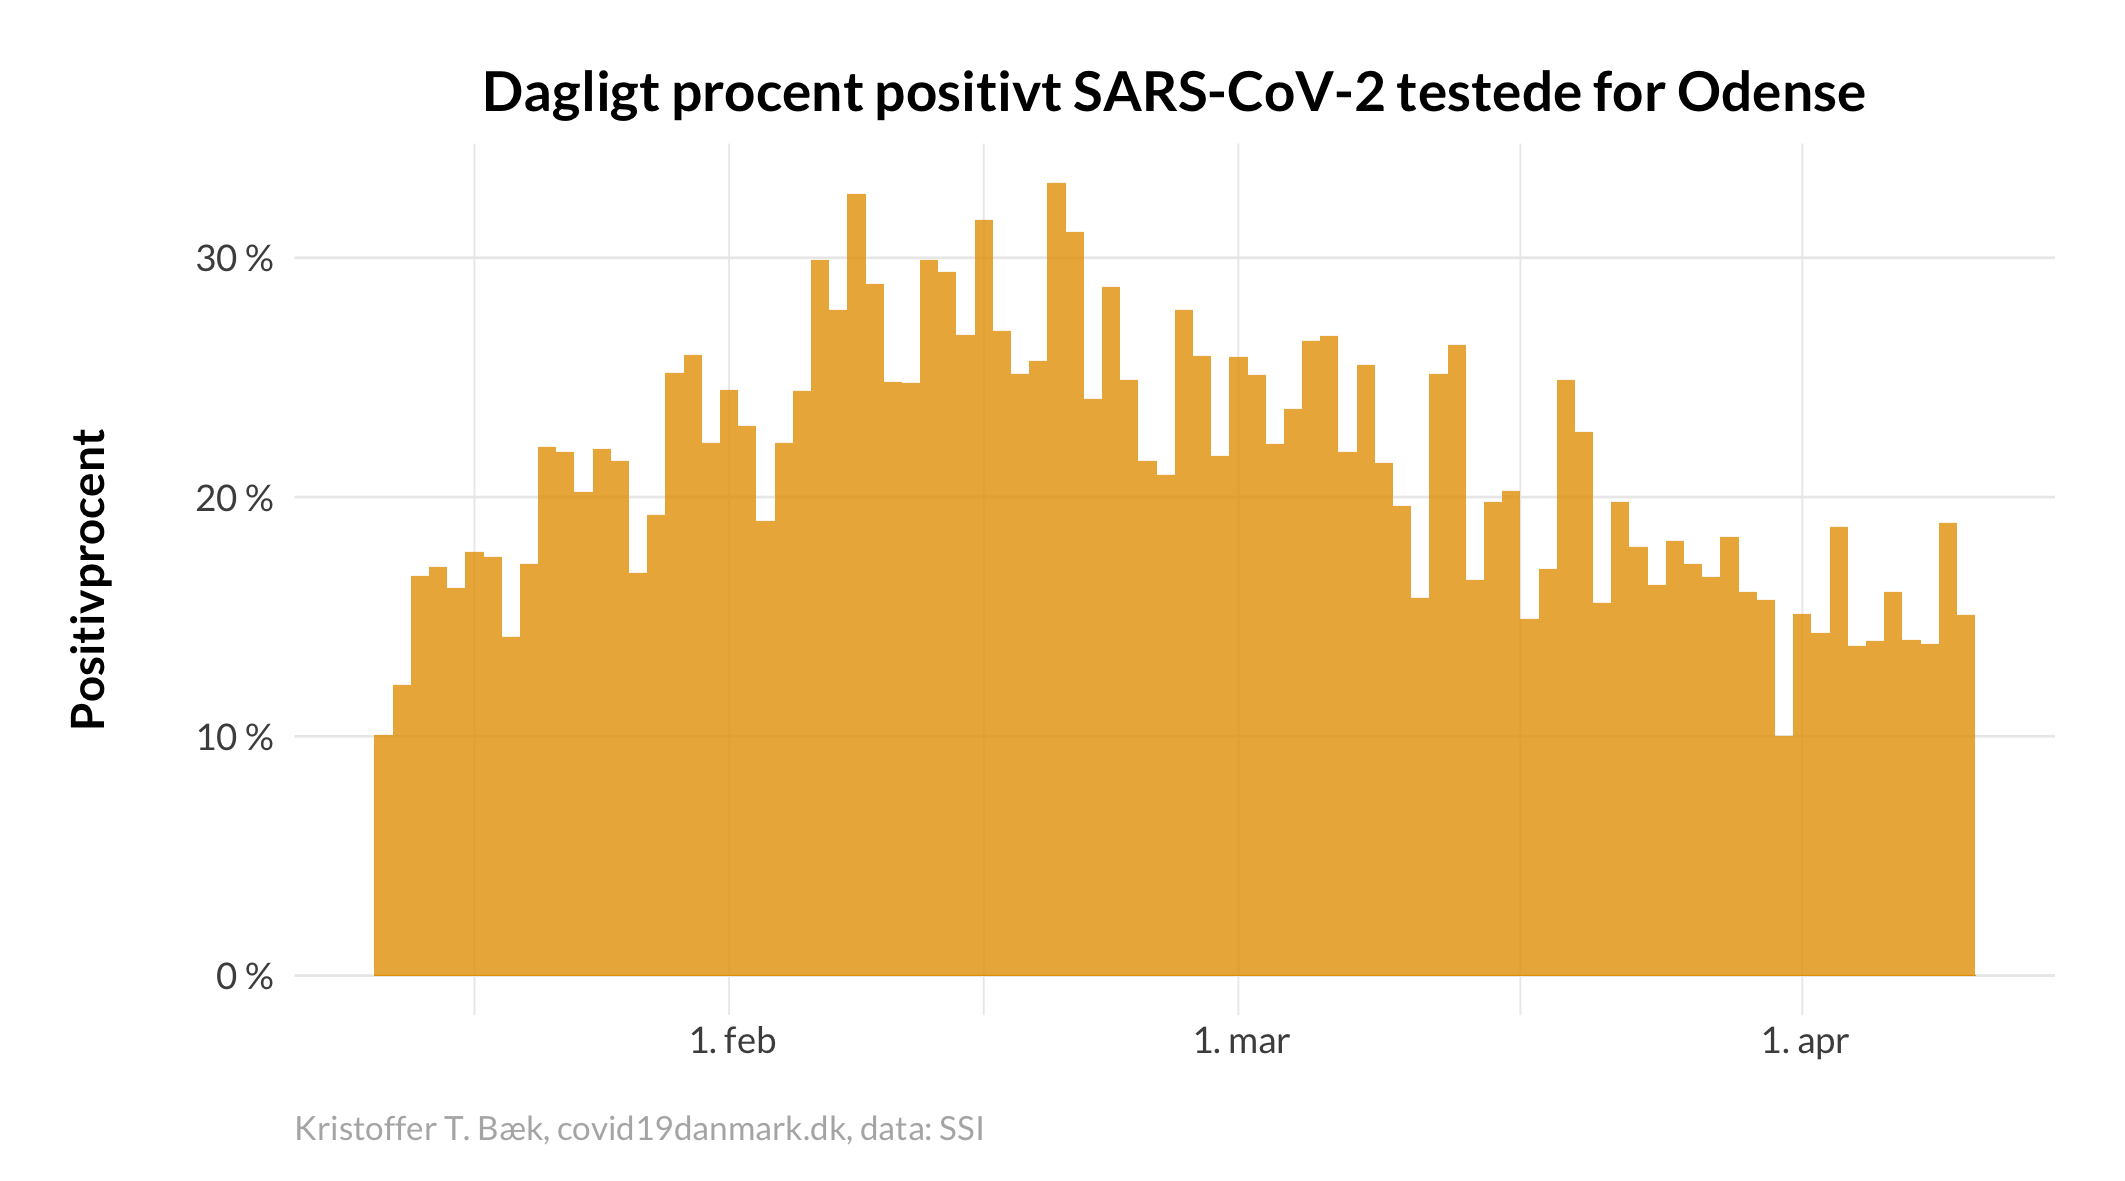 Dagligt procent positivt SARS-CoV-2 testede for Odense
Positivprocent
30 %
20 %
10 %
0 %
1. feb
1. mar
1. apr
Kristoffer T. Bæk, covid19danmark.dk, data: SSI